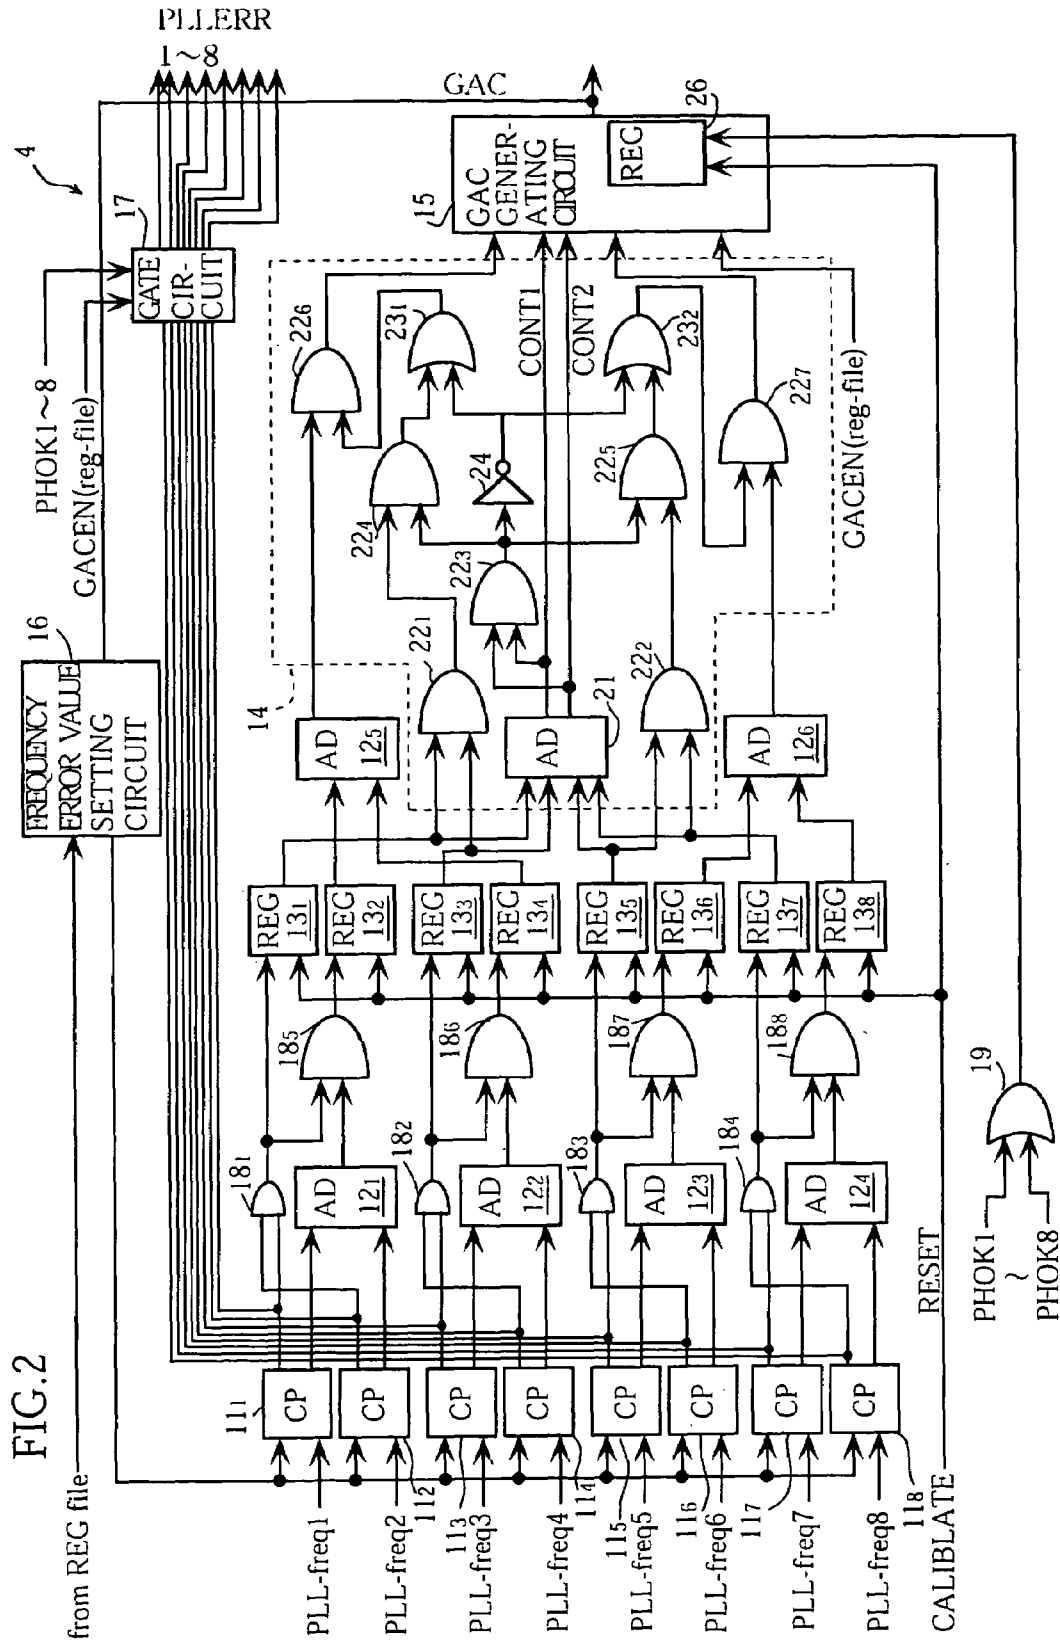 FIG.2
4
PLLERR
1～8
from REG file
FREQUENCY
ERROR VALUE
SETTING
CIRCUIT
16
PHOK1～8
GACEN(reg-file)
GATE
CIR-
CUIT
17
GAC
GAC
GENER-
ATING
CIRCUIT
15
REG
26
14
CONT1
CONT2
GACEN(reg-file)
PLL-freq1
PLL-freq2
PLL-freq3
PLL-freq4
PLL-freq5
PLL-freq6
PLL-freq7
PLL-freq8
CP
111
CP
112
CP
113
CP
114
CP
115
CP
116
CP
117
CP
118
181
182
183
184
AD
121
AD
122
AD
123
AD
124
185
186
187
188
REG
131
REG
132
REG
133
REG
134
REG
135
REG
136
REG
137
REG
138
AD
125
AD
21
AD
126
221
222
223
224
225
226
227
231
232
24
CALIBLATE
RESET
PHOK1
～
PHOK8
19